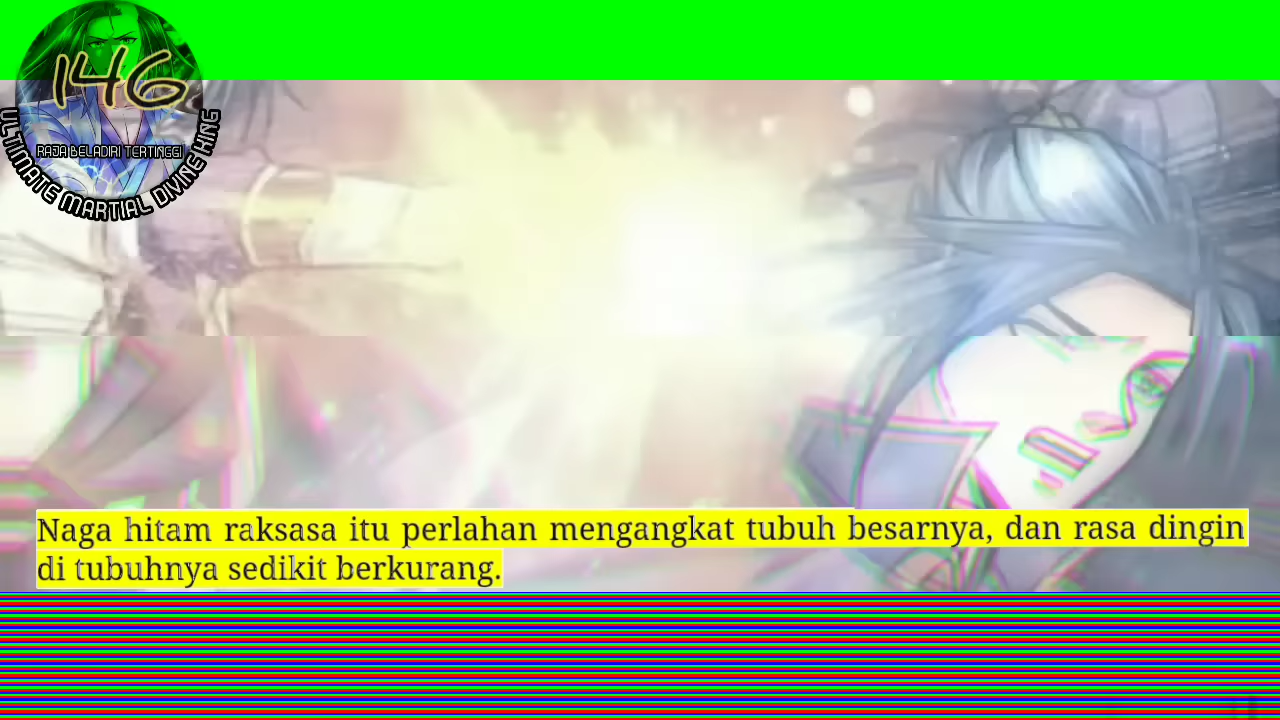 146
RAJA BELADIRI TERTINGGI
ULTIMATE MARTIAL DIVINE KING
Naga hitam raksasa itu perlahan mengangkat tubuh besarnya, dan rasa dingin
di tubuhnya sedikit berkurang.